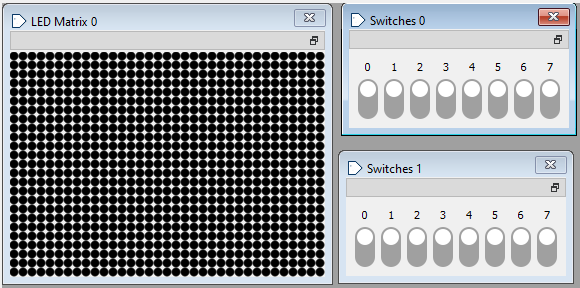 LED Matrix 0
Switches 0
0 1 2 3 4 5 6 7
Switches 1
0 1 2 3 4 5 6 7